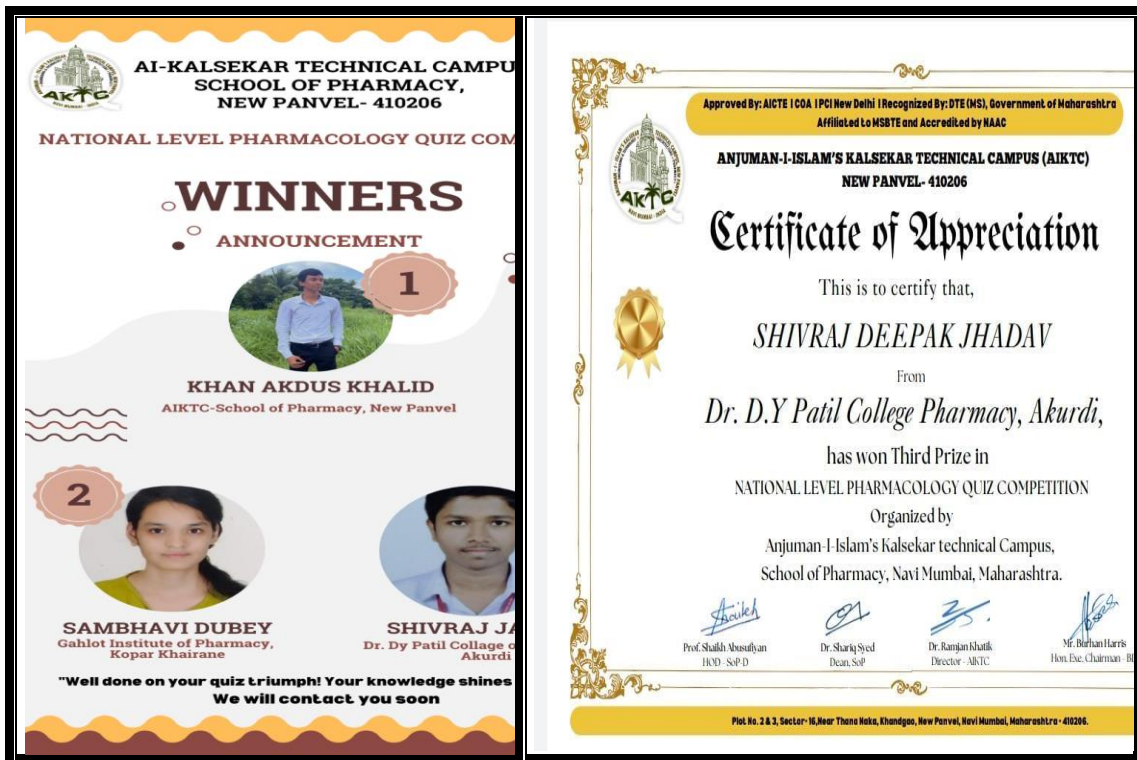 AKTC
NAVI MUMBAI - INDIA
AI-KALSEKAR TECHNICAL CAMPU
SCHOOL OF PHARMACY,
NEW PANVEL- 410206
NATIONAL LEVEL PHARMACOLOGY QUIZ COM
WINNERS
ANNOUNCEMENT
1
KHAN AKDUS KHALID
AIKTC-School of Pharmacy, New Panvel
2
SAMBHAVI DUBEY
Gahlot Institute of Pharmacy,
Kopar Khairane
SHIVRAJ JA
Dr. Dy Patil Collage o
Akurdi
"Well done on your quiz triumph! Your knowledge shines
We will contact you soon
Approved By: AICTE I COA I PCI New Delhi I Recognized By: DTE (MS), Government of Maharashtra
Affiliated to MSBTE and Accredited by NAAC
AKTC
NAVI MUMBAI - INDIA
ANJUMAN-I-ISLAM'S KALSEKAR TECHNICAL CAMPUS (AIKTC)
NEW PANVEL- 410206
Certificate of Appreciation
This is to certify that,
SHIVRAJ DEEPAK JHADAV
From
Dr. D.Y Patil College Pharmacy, Akurdi,
has won Third Prize in
NATIONAL LEVEL PHARMACOLOGY QUIZ COMPETITION
Organized by
Anjuman-I-Islam's Kalsekar technical Campus,
School of Pharmacy, Navi Mumbai, Maharashtra.
Prof. Shaikh Abusufiyan
HOD - SoP-D
Dr. Shariq Syed
Dean, SoP
Dr. Ramjan Khatik
Director - AIKTC
Mr. Burhan Harris
Hon. Exe. Chairman - B
Plot No. 2 & 3, Sector- 16,Near Thana Naka, Khandgao, New Panvel, Navi Mumbai, Maharashtra - 410206.